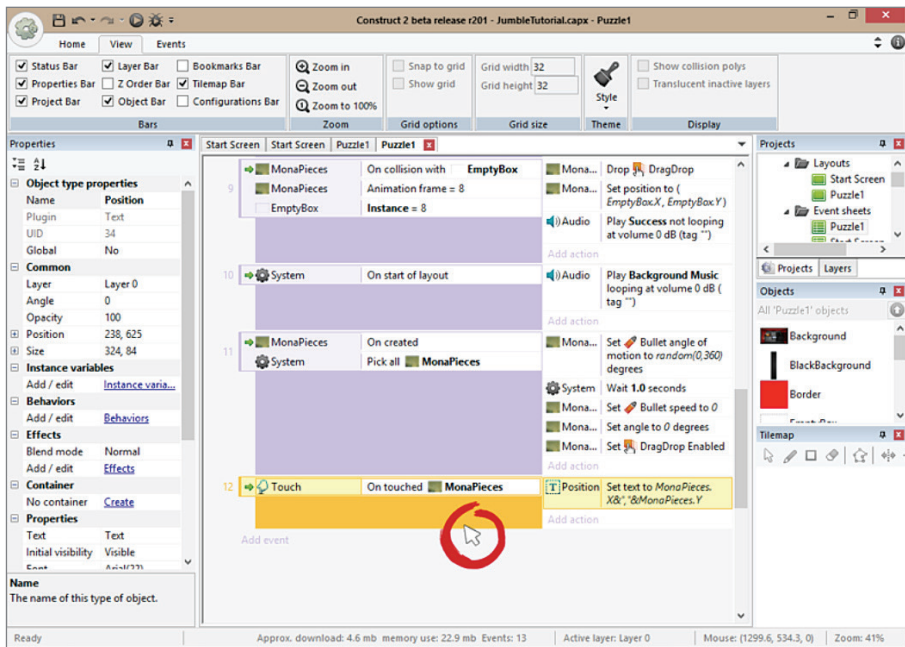 Construct 2 beta release r201 - JumbleTutorial.capx - Puzzle1
Home View Events
Status Bar Layer Bar Bookmarks Bar
Properties Bar Z Order Bar Tilemap Bar
Project Bar Object Bar Configurations Bar
Bars
Zoom in
Zoom out
Zoom to 100%
Zoom
Snap to grid
Show grid
Grid options
Grid width 32
Grid height 32
Grid size
Style
Theme
Show collision polys
Translucent inactive layers
Display
Properties
Object type properties
Name Position
Plugin Text
UID 34
Global No
Common
Layer Layer 0
Angle 0
Opacity 100
Position 238, 625
Size 324, 84
Instance variables
Add / edit Instance varia...
Behaviors
Add / edit Behaviors
Effects
Blend mode Normal
Add / edit Effects
Container
No container Create
Properties
Text Text
Initial visibility Visible
Font Arial(22)
Name
The name of this type of object.
Start Screen Start Screen Puzzle1 Puzzle1
9
MonaPieces On collision with EmptyBox
MonaPieces Animation frame = 8
EmptyBox Instance = 8
Mona... Drop DragDrop
Mona... Set position to (
EmptyBox.X, EmptyBox.Y)
Audio Play Success not looping
at volume 0 dB (tag "")
Add action
10
System On start of layout
Audio Play Background Music
looping at volume 0 dB (
tag "")
Add action
11
MonaPieces On created
System Pick all MonaPieces
Mona... Set Bullet angle of
motion to random(0,360)
degrees
System Wait 1.0 seconds
Mona... Set Bullet speed to 0
Mona... Set angle to 0 degrees
Mona... Set DragDrop Enabled
Add action
12
Touch On touched MonaPieces
T Position Set text to MonaPieces.
X&","&MonaPieces.Y
Add action
Add event
Projects
Layouts
Start Screen
Puzzle1
Event sheets
Puzzle1
Start Screen
Projects Layers
Objects
All 'Puzzle1' objects
Background
BlackBackground
Border
EmptyBox
Tilemap
Ready
Approx. download: 4.6 mb memory use: 22.9 mb Events: 13
Active layer: Layer 0
Mouse: (1299.6, 534.3, 0)
Zoom: 41%